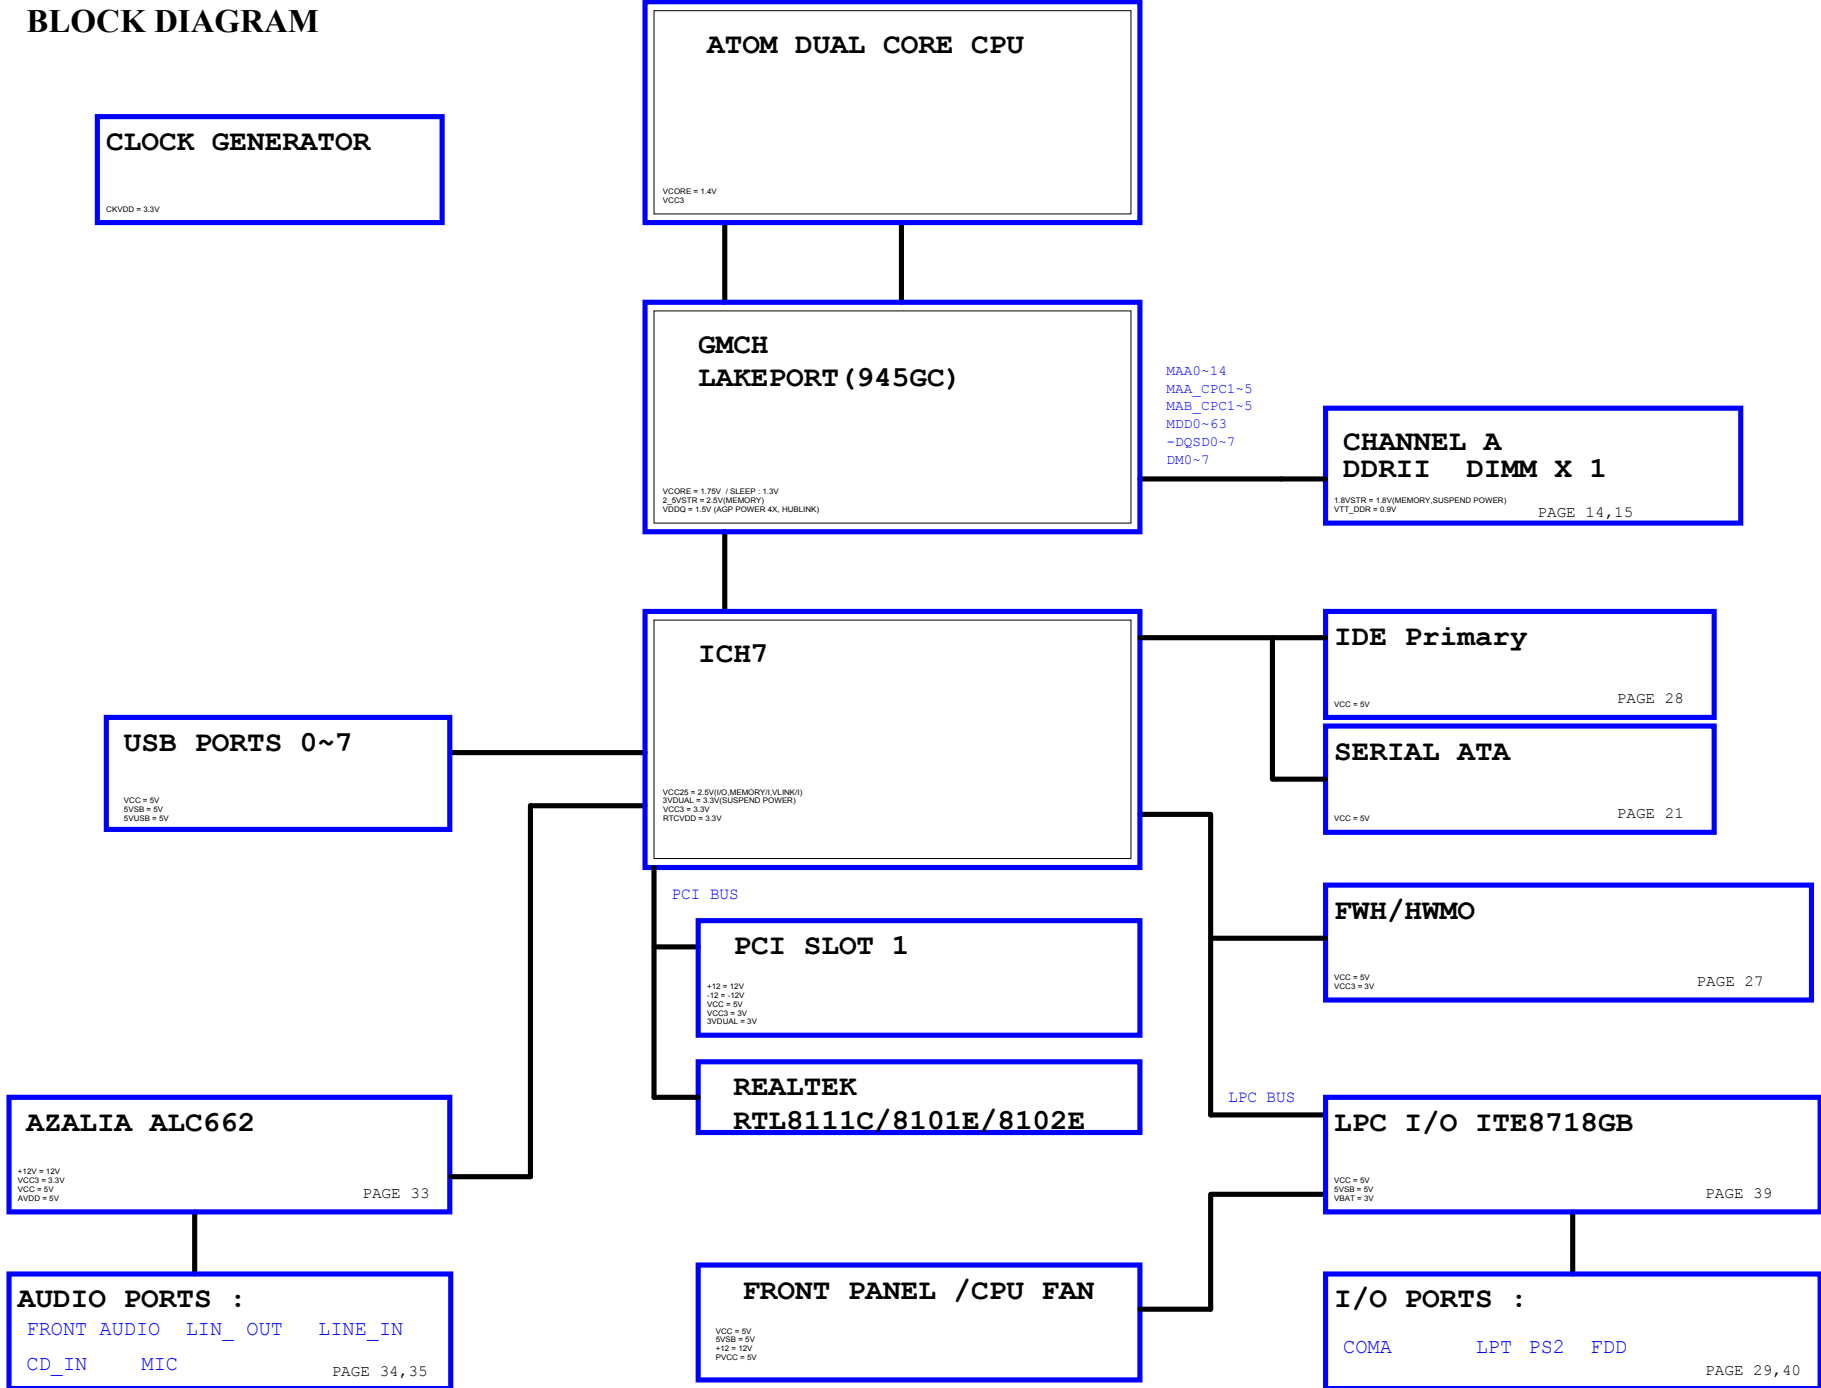 BLOCK DIAGRAM
ATOM DUAL CORE CPU
VCORE = 1.4V
VCC3
CLOCK GENERATOR
CKVDD = 3.3V
GMCH
LAKEPORT(945GC)
VCORE = 1.75V / SLEEP : 1.3V
2_5VSTR = 2.5V(MEMORY)
VDDQ = 1.5V (AGP POWER 4X, HUBLINK)
MAA0~14
MAA_CPC1~5
MAB_CPC1~5
MDD0~63
-DQSD0~7
DM0~7
CHANNEL A
DDRII DIMM X 1
1.8VSTR = 1.8V(MEMORY,SUSPEND POWER)
VTT_DDR = 0.9V
PAGE 14,15
ICH7
VCC25 = 2.5V(I/O,MEMORY/I,VLINK/I)
3VDUAL = 3.3V(SUSPEND POWER)
VCC3 = 3.3V
RTCVDD = 3.3V
IDE Primary
VCC = 5V
PAGE 28
SERIAL ATA
VCC = 5V
PAGE 21
USB PORTS 0~7
VCC = 5V
5VSB = 5V
5VUSB = 5V
PCI BUS
PCI SLOT 1
+12 = 12V
-12 = -12V
VCC = 5V
VCC3 = 3V
3VDUAL = 3V
FWH/HWMO
VCC = 5V
VCC3 = 3V
PAGE 27
REALTEK
RTL8111C/8101E/8102E
LPC BUS
AZALIA ALC662
+12V = 12V
VCC3 = 3.3V
VCC = 5V
AVDD = 5V
PAGE 33
LPC I/O ITE8718GB
VCC = 5V
5VSB = 5V
VBAT = 3V
PAGE 39
AUDIO PORTS :
FRONT AUDIO LIN_ OUT LINE_IN
CD_IN MIC
PAGE 34,35
FRONT PANEL /CPU FAN
VCC = 5V
5VSB = 5V
+12 = 12V
PVCC = 5V
I/O PORTS :
COMA LPT PS2 FDD
PAGE 29,40